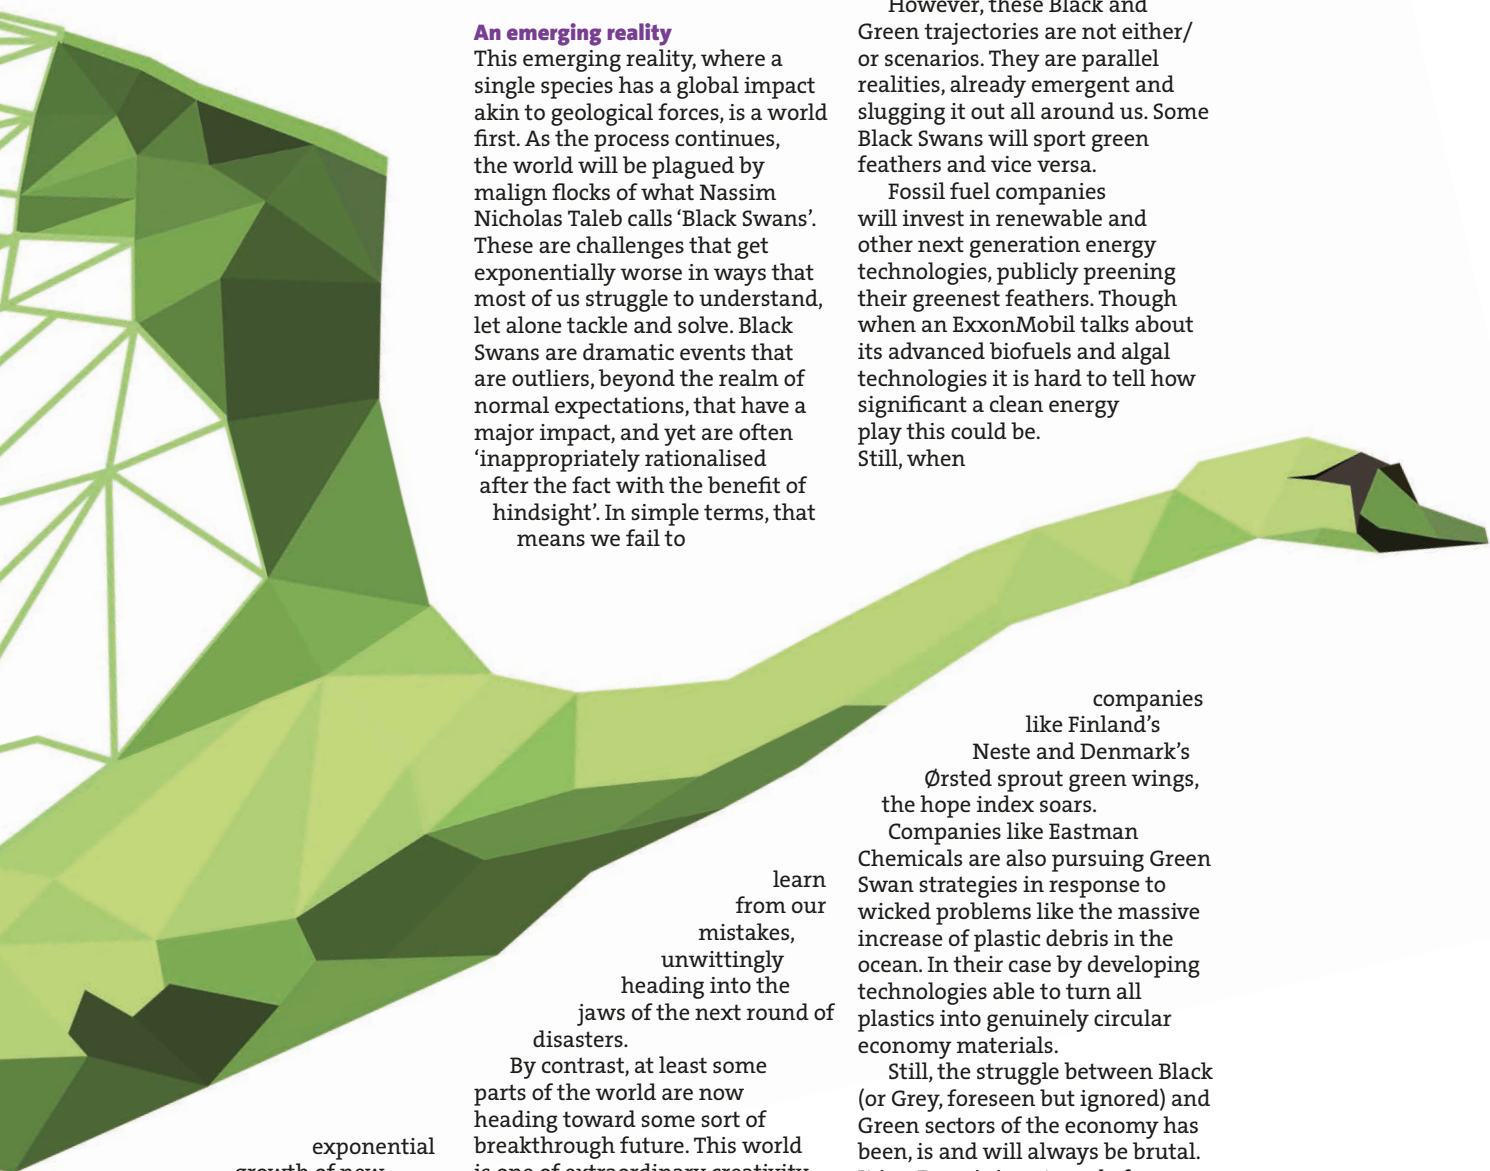 exponential
growth of new
An emerging reality
This emerging reality, where a
single species has a global impact
akin to geological forces, is a world
first. As the process continues,
the world will be plagued by
malign flocks of what Nassim
Nicholas Taleb calls ‘Black Swans’.
These are challenges that get
exponentially worse in ways that
most of us struggle to understand,
let alone tackle and solve. Black
Swans are dramatic events that
are outliers, beyond the realm of
normal expectations, that have a
major impact, and yet are often
‘inappropriately rationalised
after the fact with the benefit of
hindsight’. In simple terms, that
means we fail to
learn
from our
mistakes,
unwittingly
heading into the
jaws of the next round of
disasters.
By contrast, at least some
parts of the world are now
heading toward some sort of
breakthrough future. This world
is one of extraordinary creativity
However, these Black and
Green trajectories are not either/
or scenarios. They are parallel
realities, already emergent and
slugging it out all around us. Some
Black Swans will sport green
feathers and vice versa.
Fossil fuel companies
will invest in renewable and
other next generation energy
technologies, publicly preening
their greenest feathers. Though
when an ExxonMobil talks about
its advanced biofuels and algal
technologies it is hard to tell how
significant a clean energy
play this could be.
Still, when
companies
like Finland’s
Neste and Denmark’s
Ørsted sprout green wings,
the hope index soars.
Companies like Eastman
Chemicals are also pursuing Green
Swan strategies in response to
wicked problems like the massive
increase of plastic debris in the
ocean. In their case by developing
technologies able to turn all
plastics into genuinely circular
economy materials.
Still, the struggle between Black
(or Grey, foreseen but ignored) and
Green sectors of the economy has
been, is and will always be brutal.